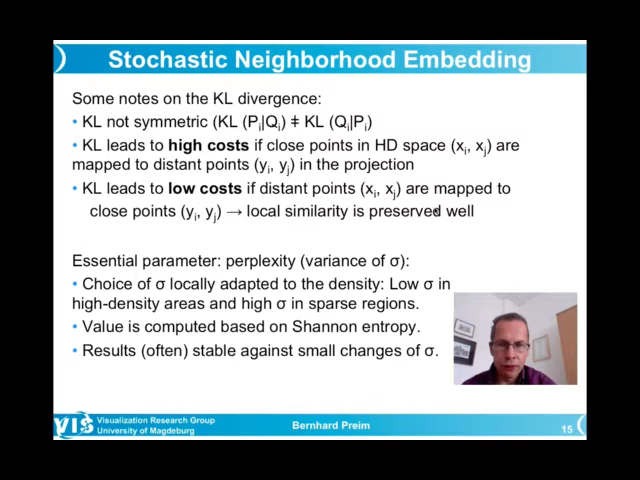 Stochastic Neighborhood Embedding
Some notes on the KL divergence:
• KL not symmetric (KL (Pi|Qi) ǂ KL (Qi|Pi)
• KL leads to high costs if close points in HD space (xi, xj) are
mapped to distant points (yi, yj) in the projection
• KL leads to low costs if distant points (xi, xj) are mapped to
close points (yi, yj) → local similarity is preserved well
Essential parameter: perplexity (variance of σ):
• Choice of σ locally adapted to the density: Low σ in
high-density areas and high σ in sparse regions.
• Value is computed based on Shannon entropy.
• Results (often) stable against small changes of σ.
VIS
Visualization Research Group
University of Magdeburg
Bernhard Preim
15